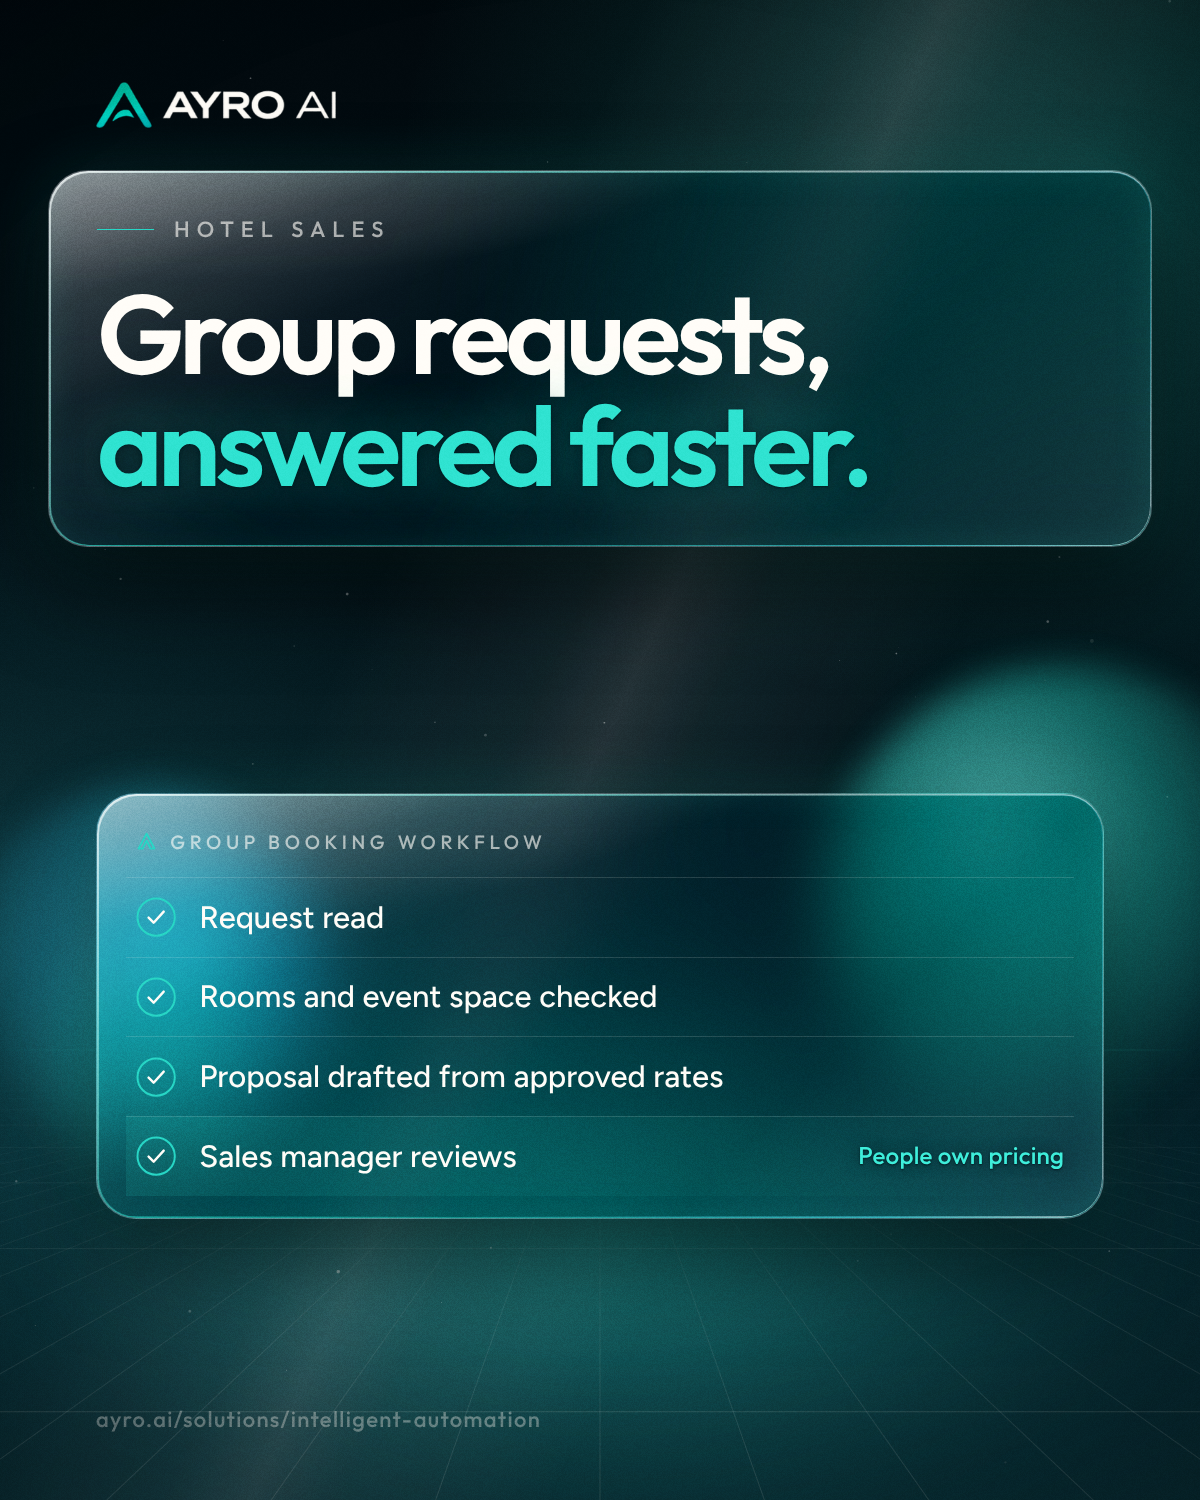 AYRO AI
HOTEL SALES
Group requests,
answered faster.
GROUP BOOKING WORKFLOW
Request read
Rooms and event space checked
Proposal drafted from approved rates
Sales manager reviews
People own pricing
ayro.ai/solutions/intelligent-automation